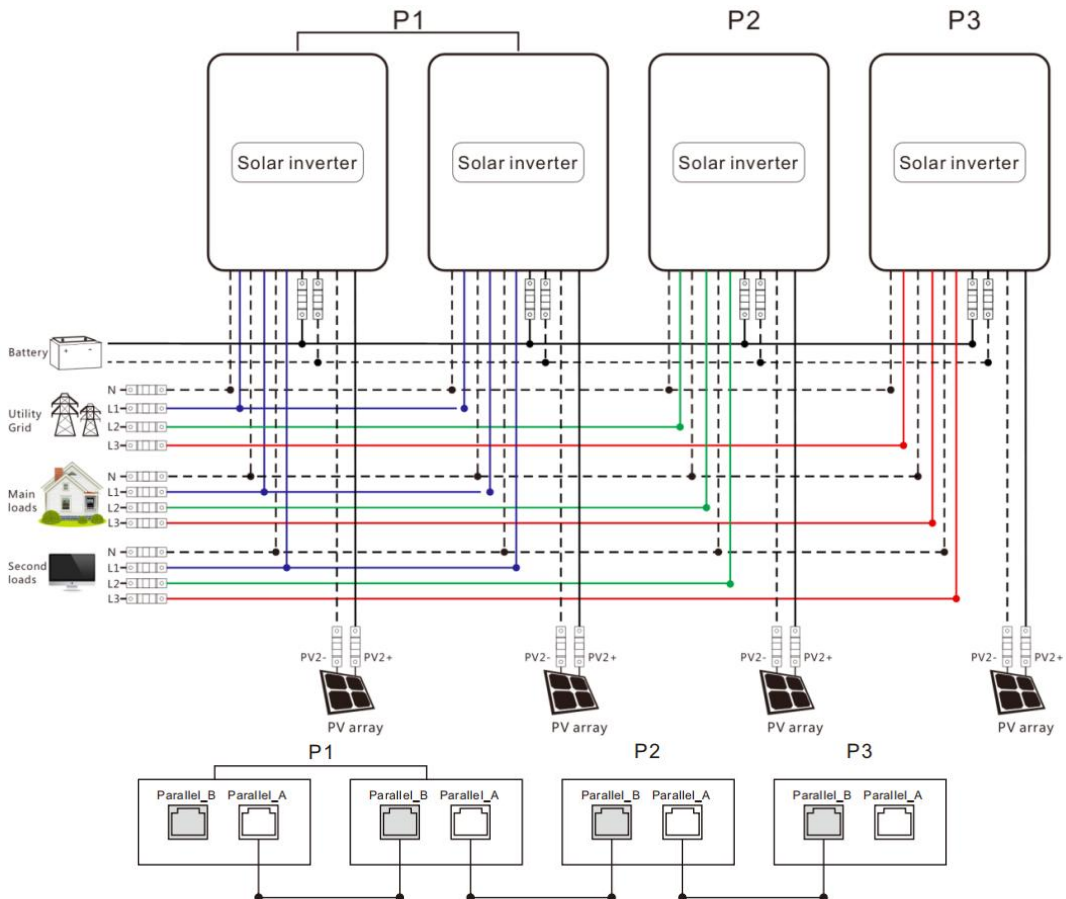 P1 P2 P3
Solar inverter Solar inverter Solar inverter Solar inverter
Battery
Utility
Grid
N
L1
L2
L3
Main
loads
N
L1
L2
L3
Second
loads
N
L1
L2
L3
PV2- PV2+ PV2- PV2+ PV2- PV2+ PV2- PV2+
PV array PV array PV array PV array
P1 P2 P3
Parallel_B Parallel_A Parallel_B Parallel_A Parallel_B Parallel_A Parallel_B Parallel_A